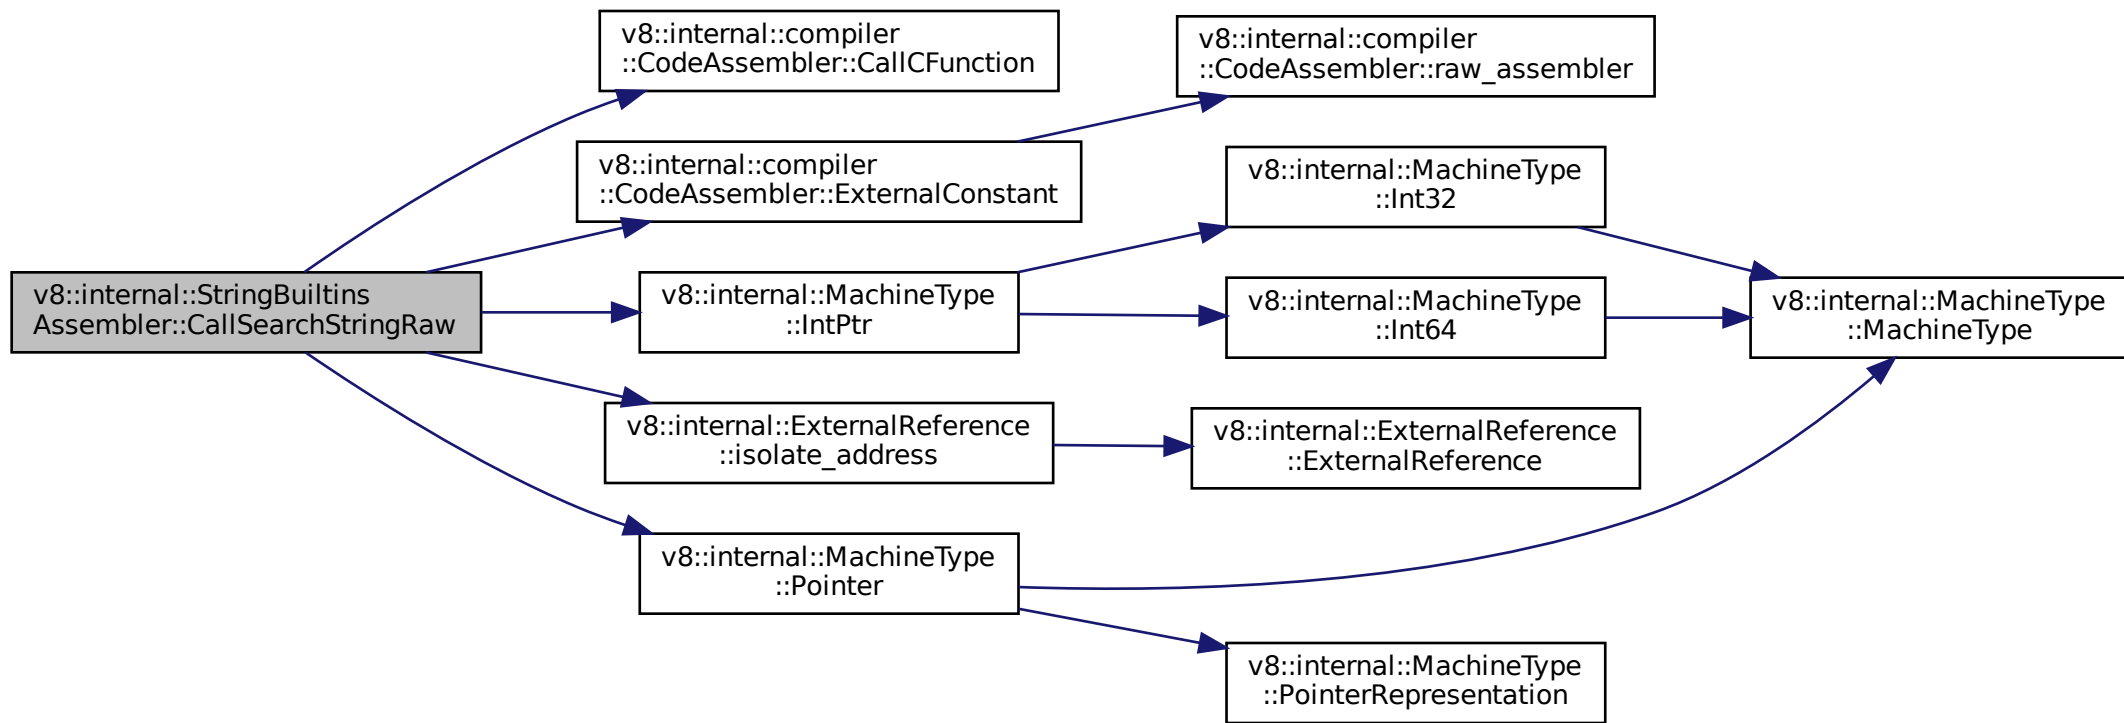 v8::internal::compiler
::CodeAssembler::CallCFunction
v8::internal::compiler
::CodeAssembler::raw_assembler
v8::internal::compiler
::CodeAssembler::ExternalConstant
v8::internal::MachineType
::Int32
v8::internal::StringBuiltins
Assembler::CallSearchStringRaw
v8::internal::MachineType
::IntPtr
v8::internal::MachineType
::Int64
v8::internal::MachineType
::MachineType
v8::internal::ExternalReference
::isolate_address
v8::internal::ExternalReference
::ExternalReference
v8::internal::MachineType
::Pointer
v8::internal::MachineType
::PointerRepresentation